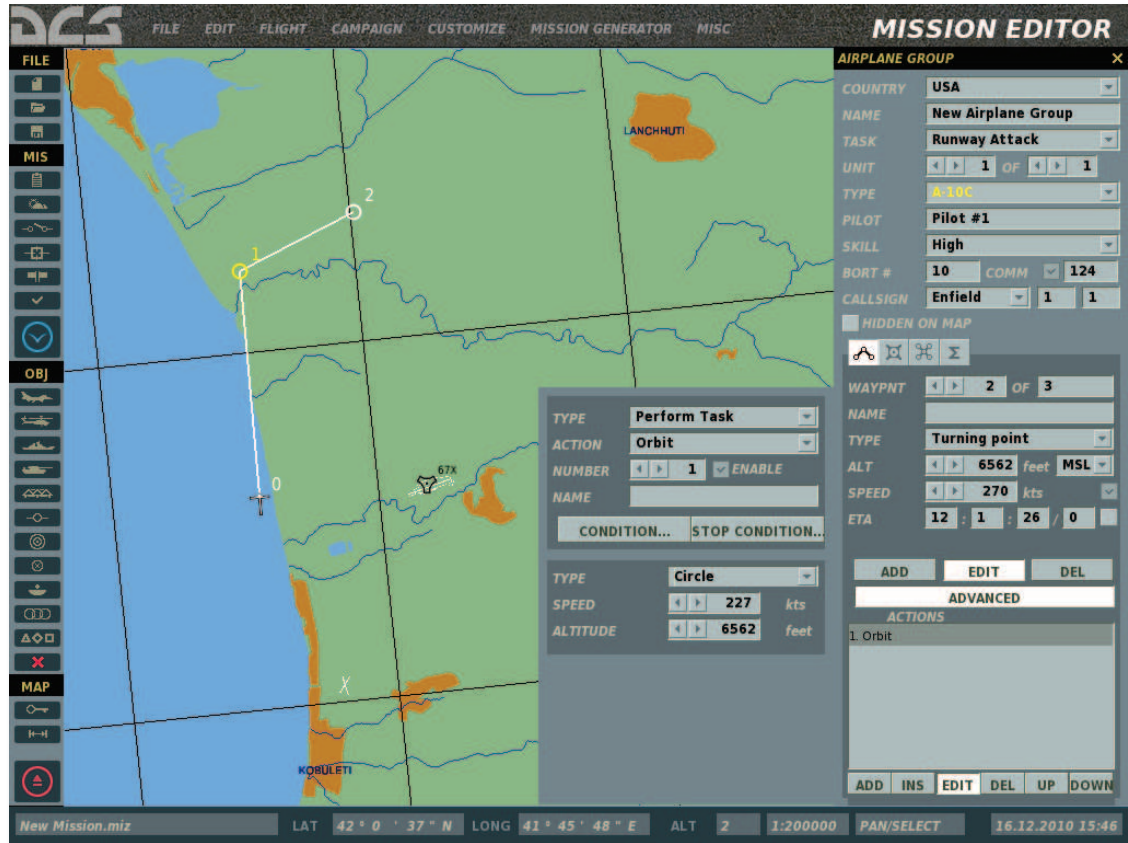 DCS FILE EDIT FLIGHT CAMPAIGN CUSTOMIZE MISSION GENERATOR MISC MISSION EDITOR
FILE
MIS
OBJ
MAP
LANCHHUTI
2
1
0
67X
KOBULETI
TYPE Perform Task
ACTION Orbit
NUMBER 1 ENABLE
NAME
CONDITION... STOP CONDITION...
TYPE Circle
SPEED 227 kts
ALTITUDE 6562 feet
AIRPLANE GROUP X
COUNTRY USA
NAME New Airplane Group
TASK Runway Attack
UNIT 1 OF 1
TYPE A-10C
PILOT Pilot #1
SKILL High
BORT # 10 COMM 124
CALLSIGN Enfield 1 1
HIDDEN ON MAP
WAYPNT 2 OF 3
NAME
TYPE Turning point
ALT 6562 feet MSL
SPEED 270 kts
ETA 12 : 1 : 26 / 0
ADD EDIT DEL
ADVANCED
ACTIONS
1. Orbit
ADD INS EDIT DEL UP DOWN
New Mission.miz LAT 42 ° 0 ' 37 " N LONG 41 ° 45 ' 48 " E ALT 2 1:200000 PAN/SELECT 16.12.2010 15:46